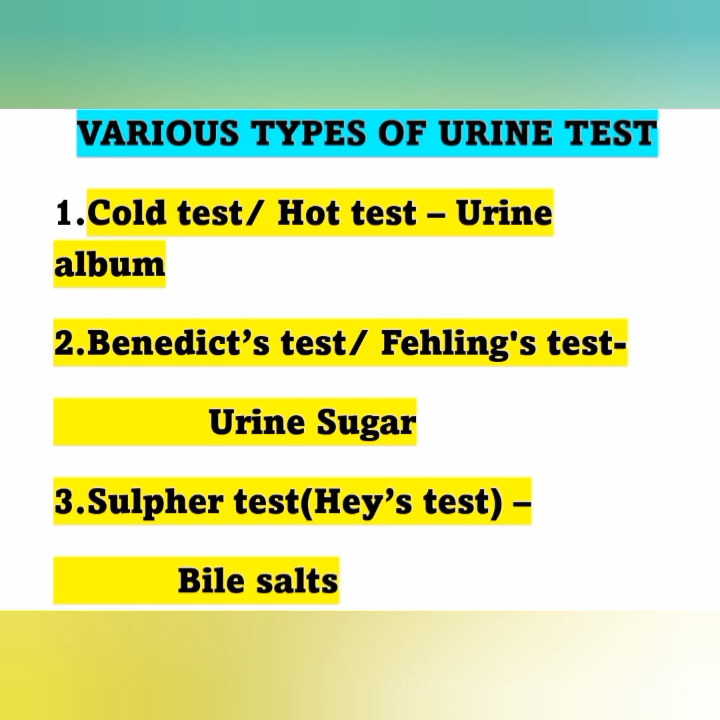 VARIOUS TYPES OF URINE TEST
1.Cold test/ Hot test – Urine
album
2.Benedict’s test/ Fehling's test-
Urine Sugar
3.Sulpher test(Hey’s test) –
Bile salts